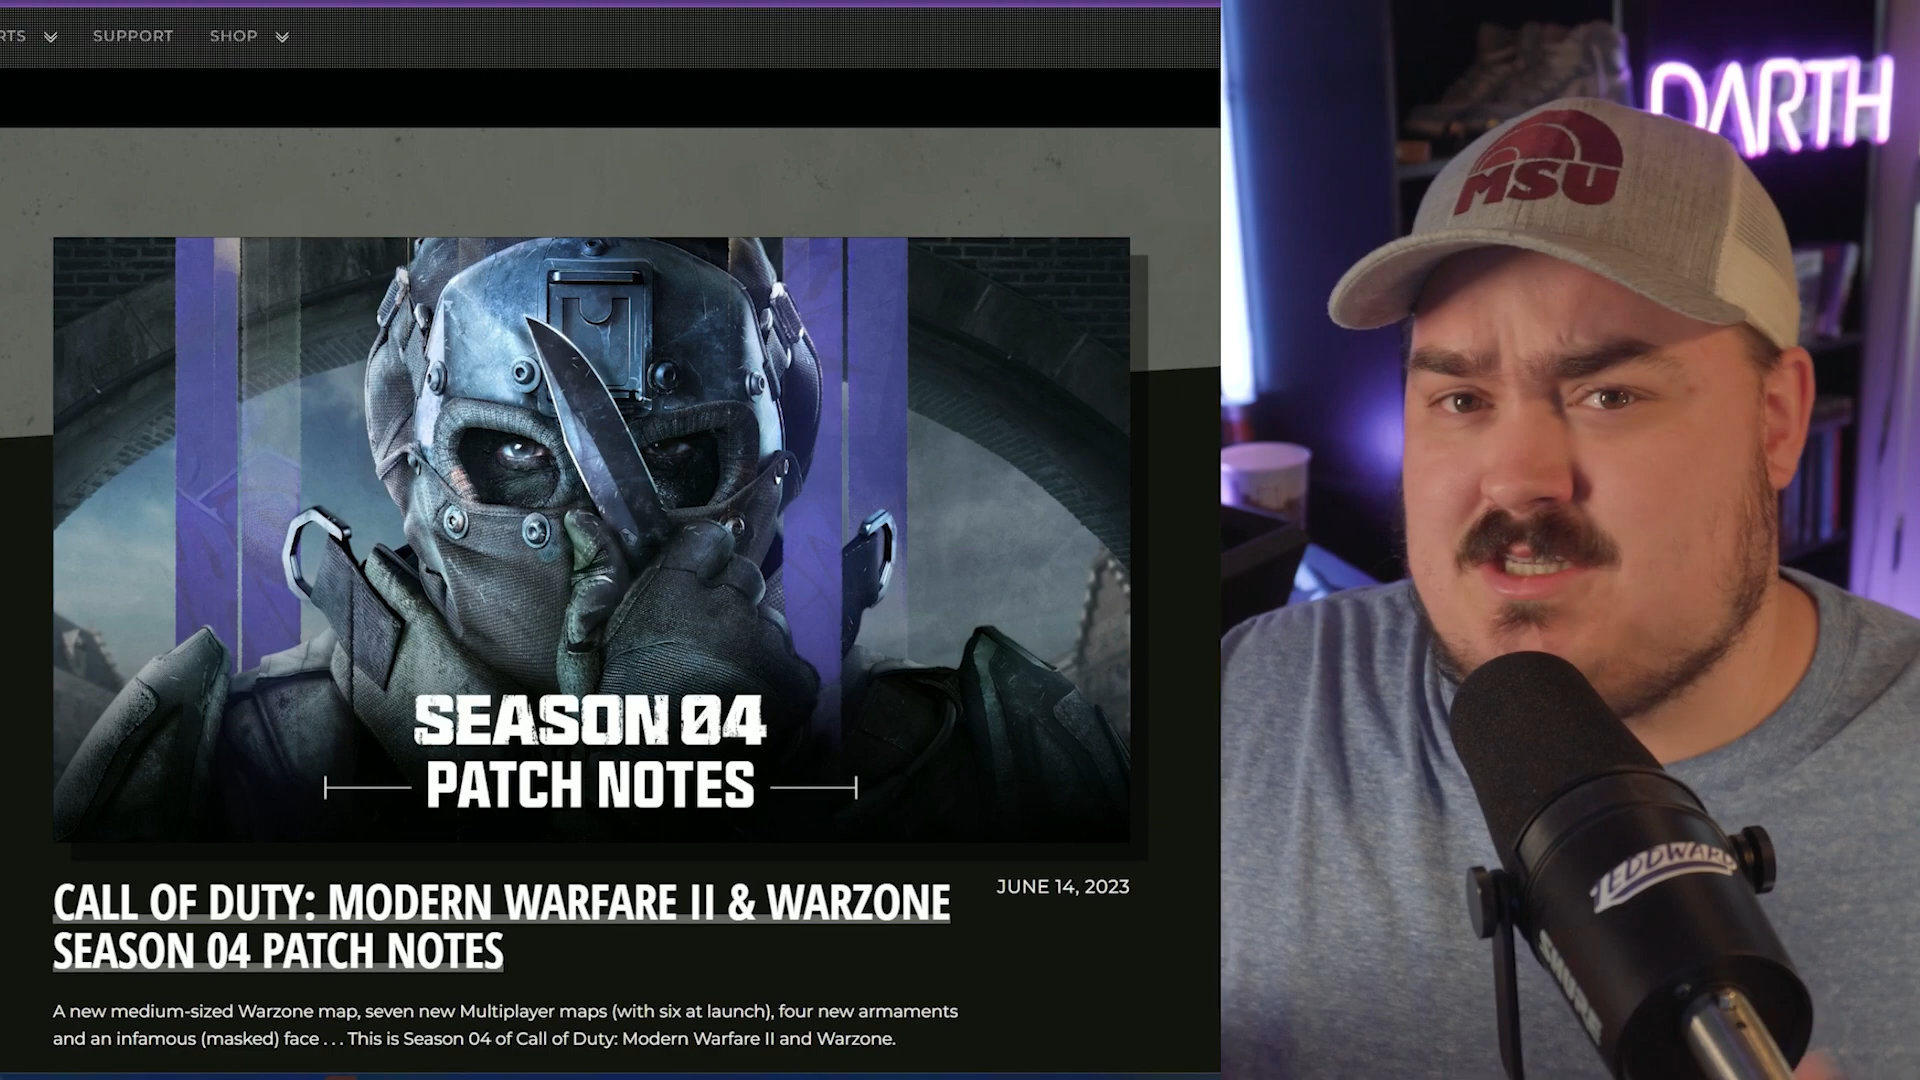 RTS SUPPORT SHOP
SEASON 04
PATCH NOTES
CALL OF DUTY: MODERN WARFARE II & WARZONE
SEASON 04 PATCH NOTES
JUNE 14, 2023
A new medium-sized Warzone map, seven new Multiplayer maps (with six at launch), four new armaments
and an infamous (masked) face . . . This is Season 04 of Call of Duty: Modern Warfare II and Warzone.
DARTH
MSU
TEDDWARD
SHURE